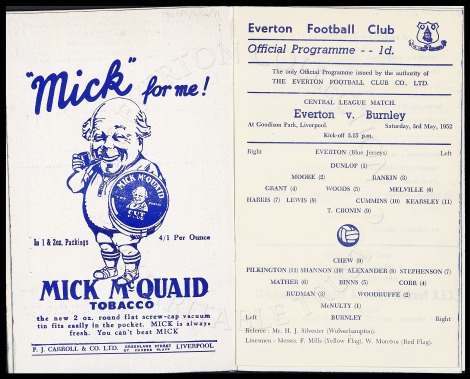 "Mick" for me!
MICK McQUAID
CUT
In 1 & 2oz. Packings
4/1 Per Ounce
MICK McQUAID
TOBACCO
the new 2 oz. round flat screw-cap vacuum
tin fits easily in the pocket. MICK is always
fresh. You can't beat MICK
P. J. CARROLL & CO. LTD.
LIVERPOOL
Everton Football Club
Official Programme -- 1d.
The only Official Programme issued by the authority of
THE EVERTON FOOTBALL CLUB CO., LTD.
CENTRAL LEAGUE MATCH.
Everton v. Burnley
At Goodison Park, Liverpool. Saturday, 3rd May, 1952
Kick-off 3.15 p.m.
Right EVERTON (Blue Jerseys) Left
DUNLOP (1)
MOORE (2) RANKIN (3)
GRANT (4) WOODS (5) MELVILLE (6)
HARRIS (7) LEWIS (8) CUMMINS (10) KEARSLEY (11)
T. CRONIN (9)
CHEW (9)
PILKINGTON (11) SHANNON (10) ALEXANDER (8) STEPHENSON (7)
MATHER (6) BINNS (5) COBB (4)
BUDMAN (3) WOODRUFFE (2)
McNULTY (1)
Left BURNLEY Right
Referee: Mr. H. J. Silvester (Wolverhampton).
Linesmen: Messrs. F. Mills (Yellow Flag), W. Moreton (Red Flag).